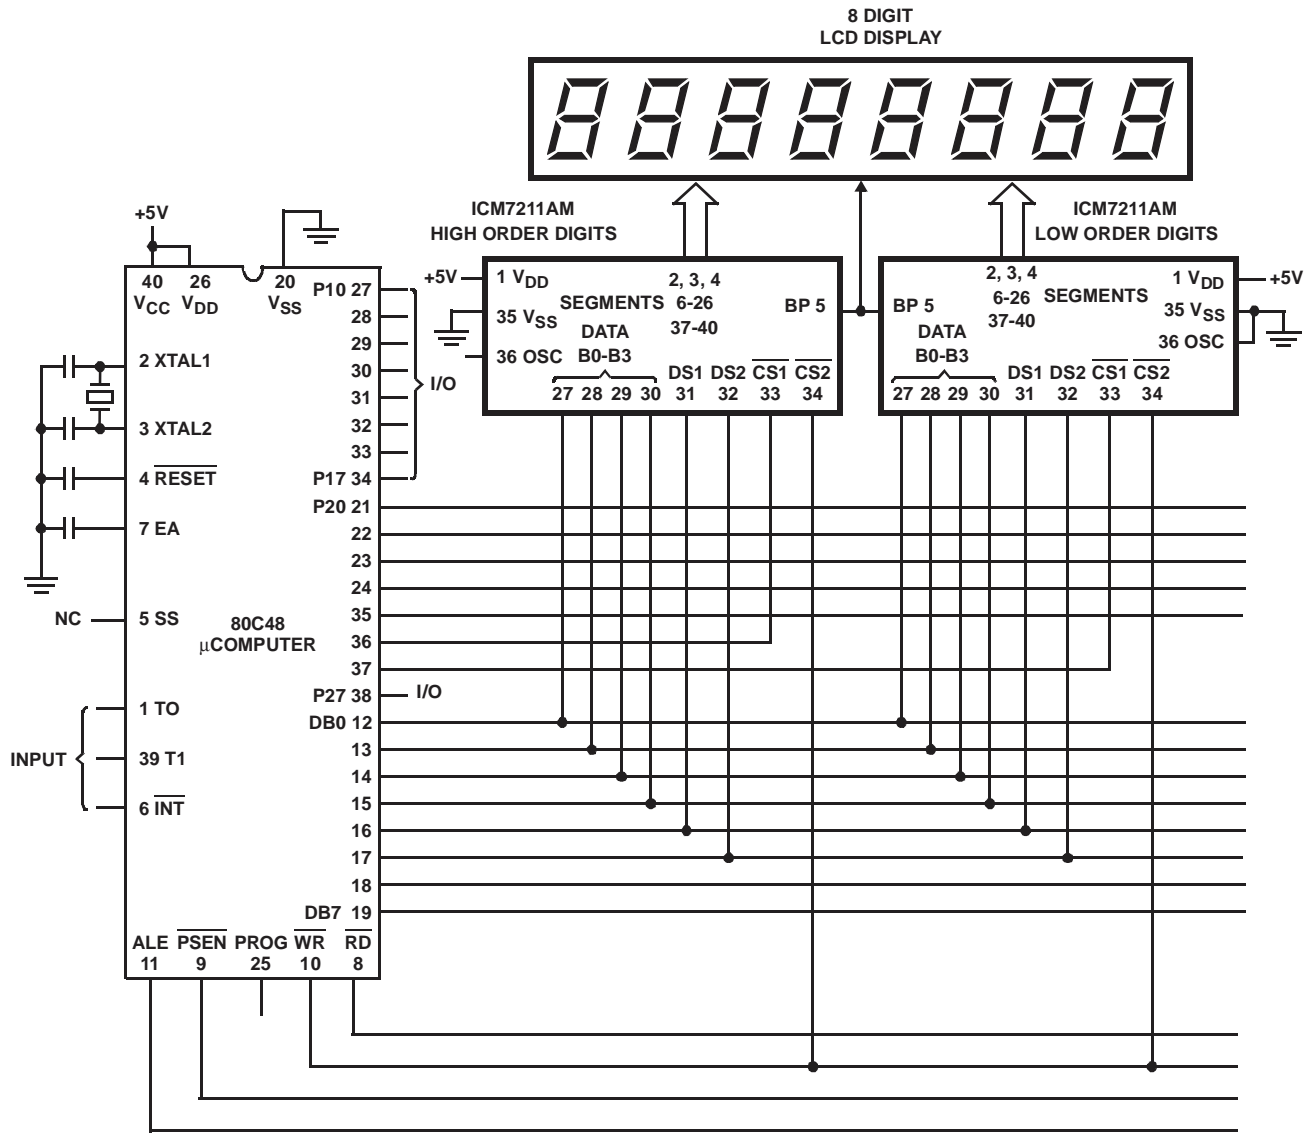 8 DIGIT
LCD DISPLAY
ICM7211AM
HIGH ORDER DIGITS
ICM7211AM
LOW ORDER DIGITS
+5V
40
VCC
26
VDD
20
VSS
2 XTAL1
3 XTAL2
4 RESET
7 EA
NC
5 SS
80C48
µCOMPUTER
INPUT
1 TO
39 T1
6 INT
ALE
11
PSEN
9
PROG
25
WR
10
RD
8
P10 27
28
29
30
31
32
33
P17 34
I/O
P20 21
22
23
24
35
36
37
P27 38
I/O
DB0 12
13
14
15
16
17
18
DB7 19
+5V
1 VDD
35 VSS
36 OSC
2, 3, 4
6-26
37-40
SEGMENTS
DATA
B0-B3
BP 5
DS1 DS2 CS1 CS2
27 28 29 30 31 32 33 34
BP 5
2, 3, 4
6-26
37-40
SEGMENTS
DATA
B0-B3
1 VDD
35 VSS
36 OSC
+5V
DS1 DS2 CS1 CS2
27 28 29 30 31 32 33 34